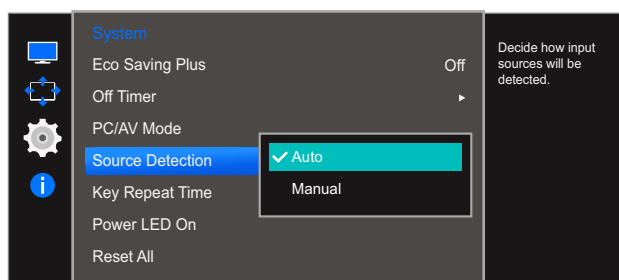 System
Eco Saving Plus Off
Off Timer ▸
PC/AV Mode
Source Detection
✓ Auto
Manual
Key Repeat Time
Power LED On
Reset All
Decide how input
sources will be
detected.